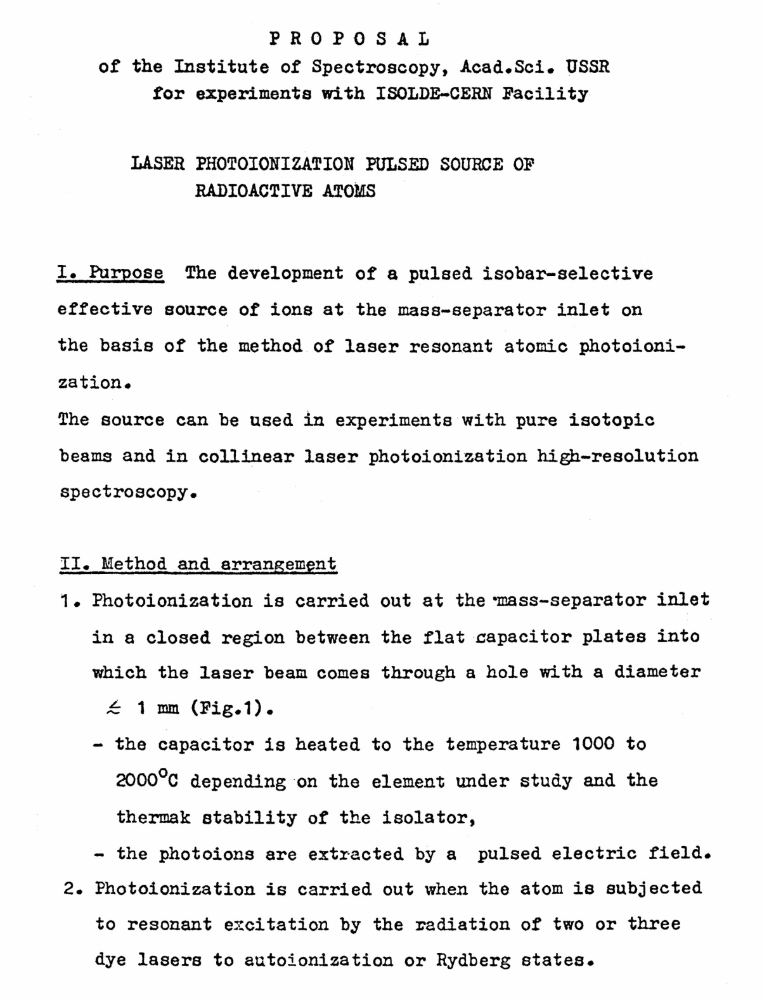 P R O P O S A L
of the Institute of Spectroscopy, Acad.Sci. USSR
for experiments with ISOLDE-CERN Facility
LASER PHOTOIONIZATION PULSED SOURCE OF
RADIOACTIVE ATOMS
I. Purpose The development of a pulsed isobar-selective
effective source of ions at the mass-separator inlet on
the basis of the method of laser resonant atomic photoioni-
zation.
The source can be used in experiments with pure isotopic
beams and in collinear laser photoionization high-resolution
spectroscopy.
II. Method and arrangement
1. Photoionization is carried out at the mass-separator inlet
in a closed region between the flat capacitor plates into
which the laser beam comes through a hole with a diameter
≲ 1 mm (Fig.1).
- the capacitor is heated to the temperature 1000 to
2000°C depending on the element under study and the
thermak stability of the isolator,
- the photoions are extracted by a pulsed electric field.
2. Photoionization is carried out when the atom is subjected
to resonant excitation by the radiation of two or three
dye lasers to autoionization or Rydberg states.